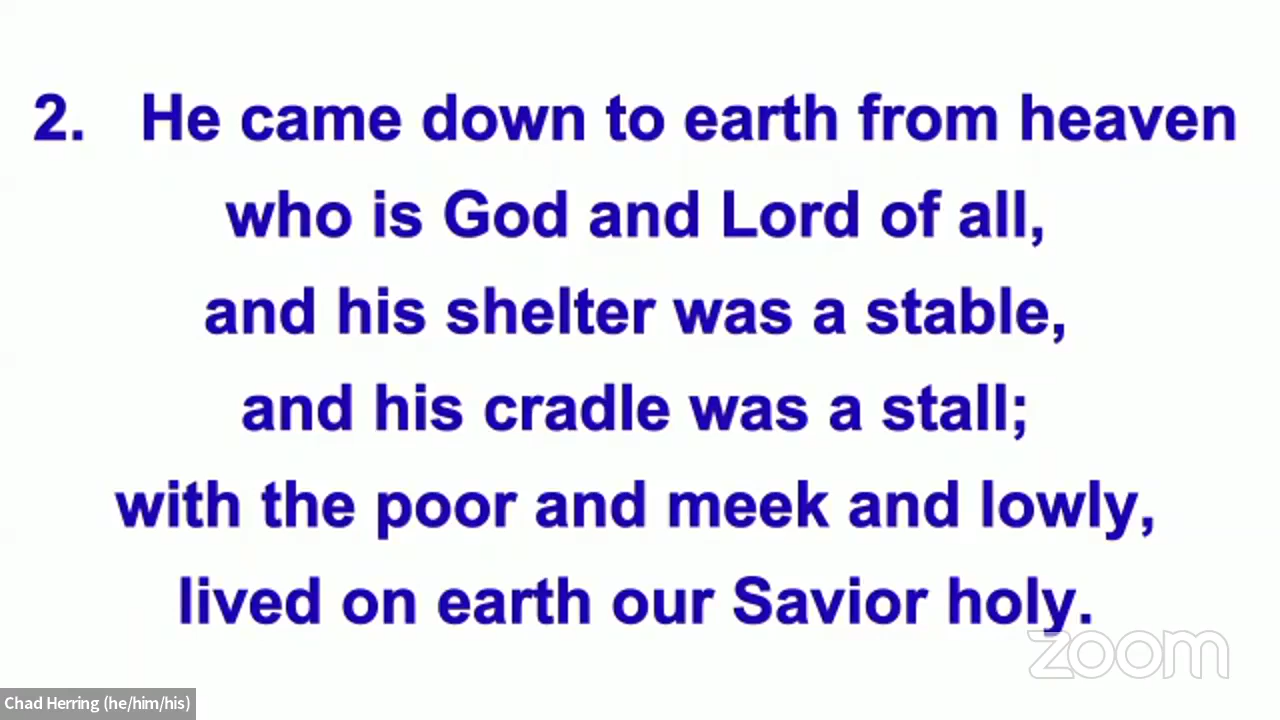 2. He came down to earth from heaven
who is God and Lord of all,
and his shelter was a stable,
and his cradle was a stall;
with the poor and meek and lowly,
lived on earth our Savior holy.
zoom
Chad Herring (he/him/his)